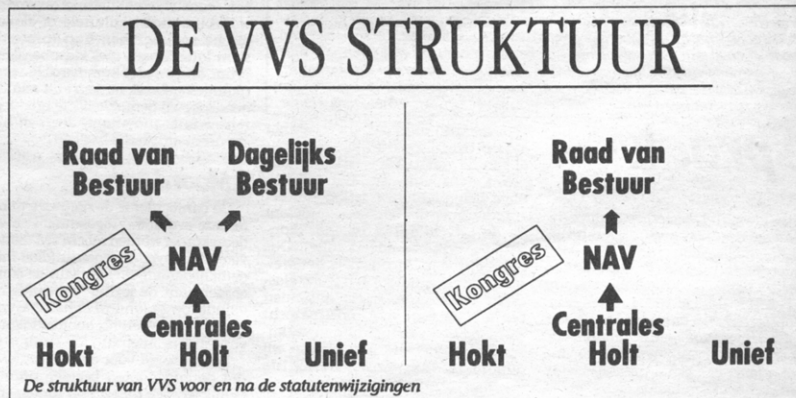 DE VVS STRUKTUUR
Raad van
Bestuur
Dagelijks
Bestuur
Kongres
NAV
Centrales
Hokt Holt Unief
Raad van
Bestuur
Kongres
NAV
Centrales
Hokt Holt Unief
De struktuur van VVS voor en na de statutenwijzigingen